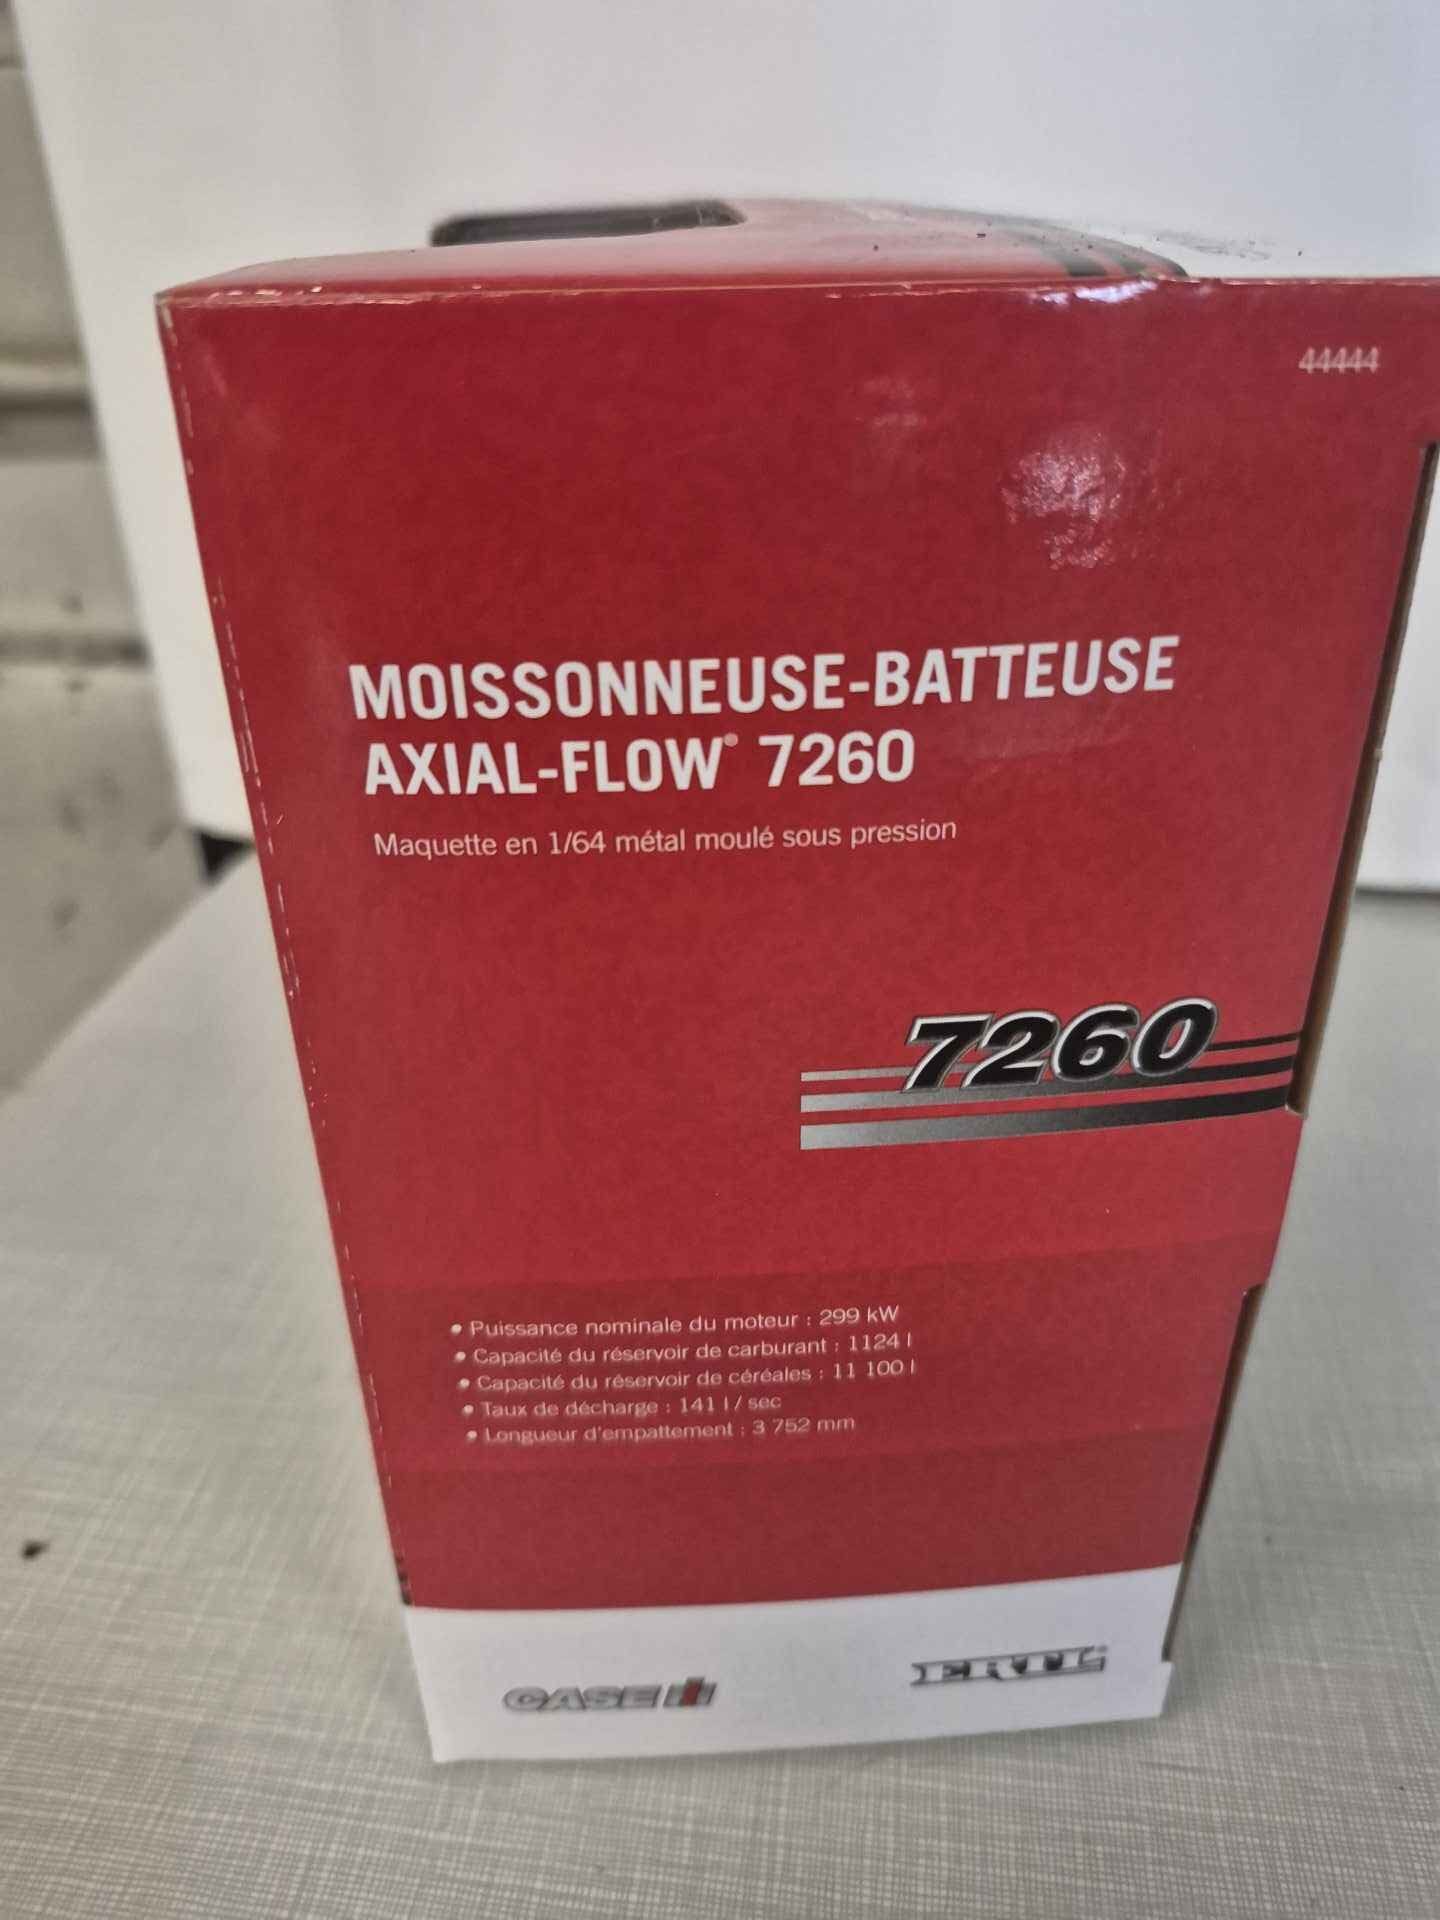 44444
MOISSONNEUSE-BATTEUSE
AXIAL-FLOW® 7260
Maquette en 1/64 métal moulé sous pression
7260
• Puissance nominale du moteur : 299 kW
• Capacité du réservoir de carburant : 1124 l
• Capacité du réservoir de céréales : 11 100 l
• Taux de décharge : 141 l / sec
• Longueur d'empattement : 3 752 mm
CASE IH
ERTL®